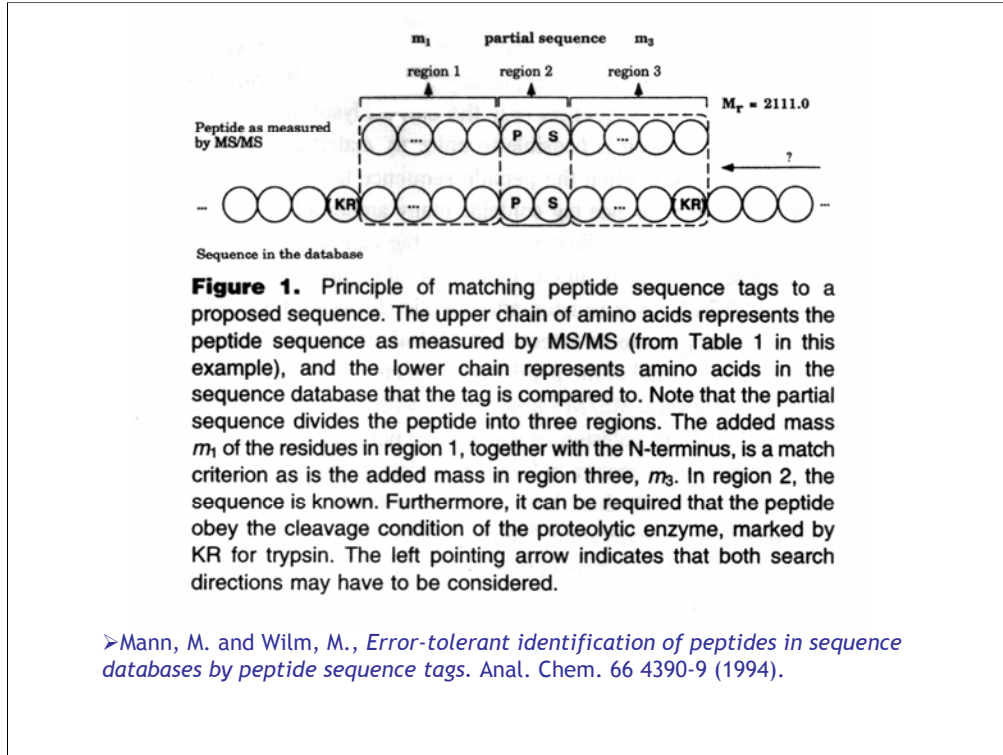 m₁ partial sequence m₃
region 1 region 2 region 3
Mᵣ = 2111.0
Peptide as measured
by MS/MS
... P S ...
?
... KR ... P S ... KR ...
Sequence in the database
Figure 1. Principle of matching peptide sequence tags to a
proposed sequence. The upper chain of amino acids represents the
peptide sequence as measured by MS/MS (from Table 1 in this
example), and the lower chain represents amino acids in the
sequence database that the tag is compared to. Note that the partial
sequence divides the peptide into three regions. The added mass
m₁ of the residues in region 1, together with the N-terminus, is a match
criterion as is the added mass in region three, m₃. In region 2, the
sequence is known. Furthermore, it can be required that the peptide
obey the cleavage condition of the proteolytic enzyme, marked by
KR for trypsin. The left pointing arrow indicates that both search
directions may have to be considered.
➢Mann, M. and Wilm, M., Error-tolerant identification of peptides in sequence
databases by peptide sequence tags. Anal. Chem. 66 4390-9 (1994).